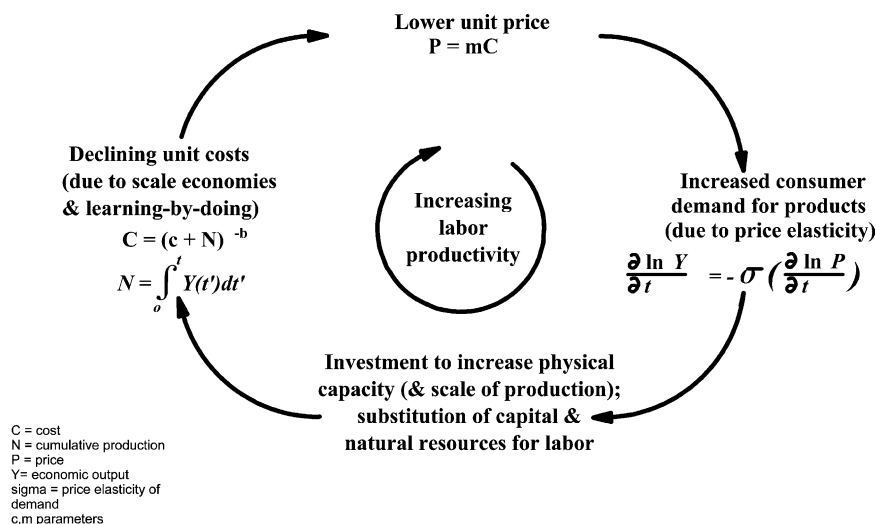 Lower unit price
P = mC
Declining unit costs
(due to scale economies
& learning-by-doing)
C = (c + N) ⁻ᵇ
N = ∫ₒᵗ Y(t')dt'
Increasing
labor
productivity
Increased consumer
demand for products
(due to price elasticity)
∂ ln Y / ∂ t = - σ ( ∂ ln P / ∂ t )
Investment to increase physical
capacity (& scale of production);
substitution of capital &
natural resources for labor
C = cost
N = cumulative production
P = price
Y= economic output
sigma = price elasticity of
demand
c,m parameters